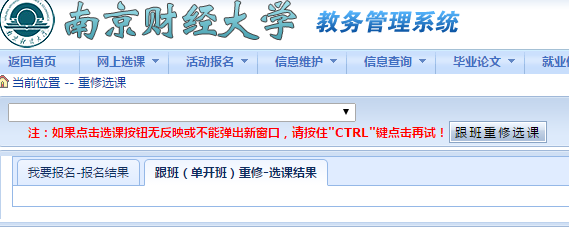 南京财经大学 教务管理系统
返回首页 网上选课 活动报名 信息维护 信息查询 毕业论文 就业
当前位置 -- 重修选课
注：如果点击选课按钮无反映或不能弹出新窗口，请按住"CTRL"键点击再试！ 跟班重修选课
我要报名-报名结果 跟班（单开班）重修-选课结果